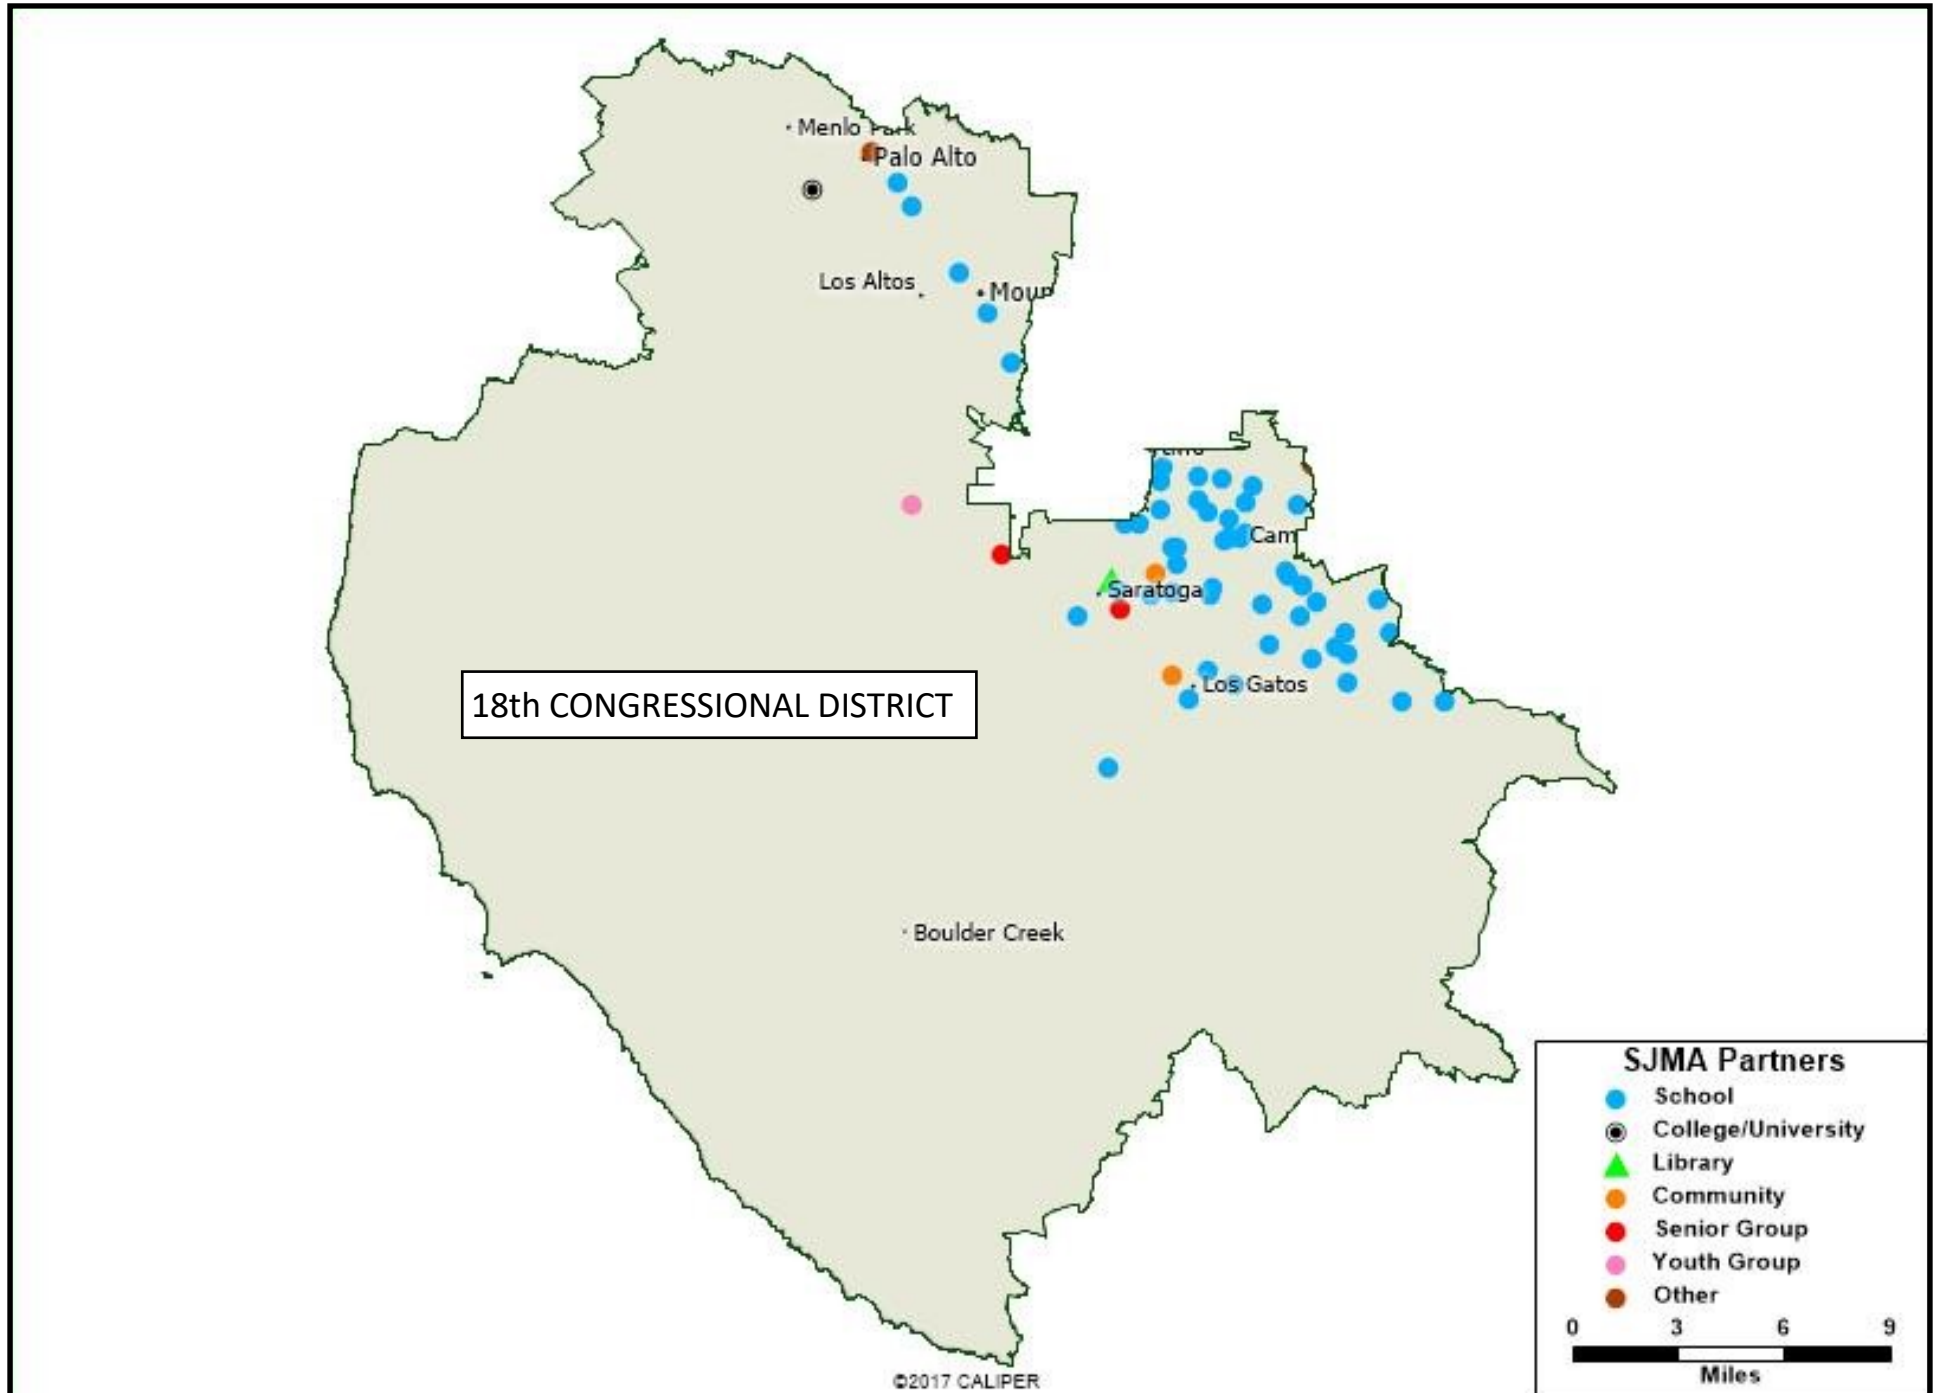 Menlo Park
Palo Alto
Los Altos
Moun
Cam
Saratoga
18th CONGRESSIONAL DISTRICT
Los Gatos
Boulder Creek
SJMA Partners
School
College/University
Library
Community
Senior Group
Youth Group
Other
0 3 6 9
Miles
©2017 CALIPER